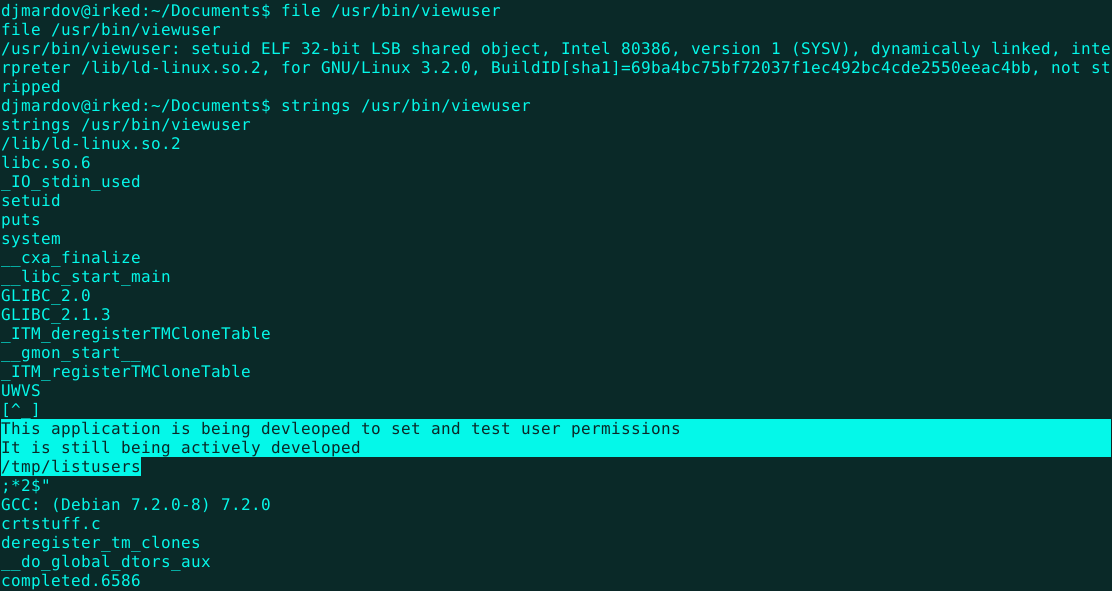 djmardov@irked:~/Documents$ file /usr/bin/viewuser
file /usr/bin/viewuser
/usr/bin/viewuser: setuid ELF 32-bit LSB shared object, Intel 80386, version 1 (SYSV), dynamically linked, inte
rpreter /lib/ld-linux.so.2, for GNU/Linux 3.2.0, BuildID[sha1]=69ba4bc75bf72037f1ec492bc4cde2550eeac4bb, not st
ripped
djmardov@irked:~/Documents$ strings /usr/bin/viewuser
strings /usr/bin/viewuser
/lib/ld-linux.so.2
libc.so.6
_IO_stdin_used
setuid
puts
system
__cxa_finalize
__libc_start_main
GLIBC_2.0
GLIBC_2.1.3
_ITM_deregisterTMCloneTable
__gmon_start__
_ITM_registerTMCloneTable
UWVS
[^_]
This application is being devleoped to set and test user permissions
It is still being actively developed
/tmp/listusers
;*2$"
GCC: (Debian 7.2.0-8) 7.2.0
crtstuff.c
deregister_tm_clones
__do_global_dtors_aux
completed.6586